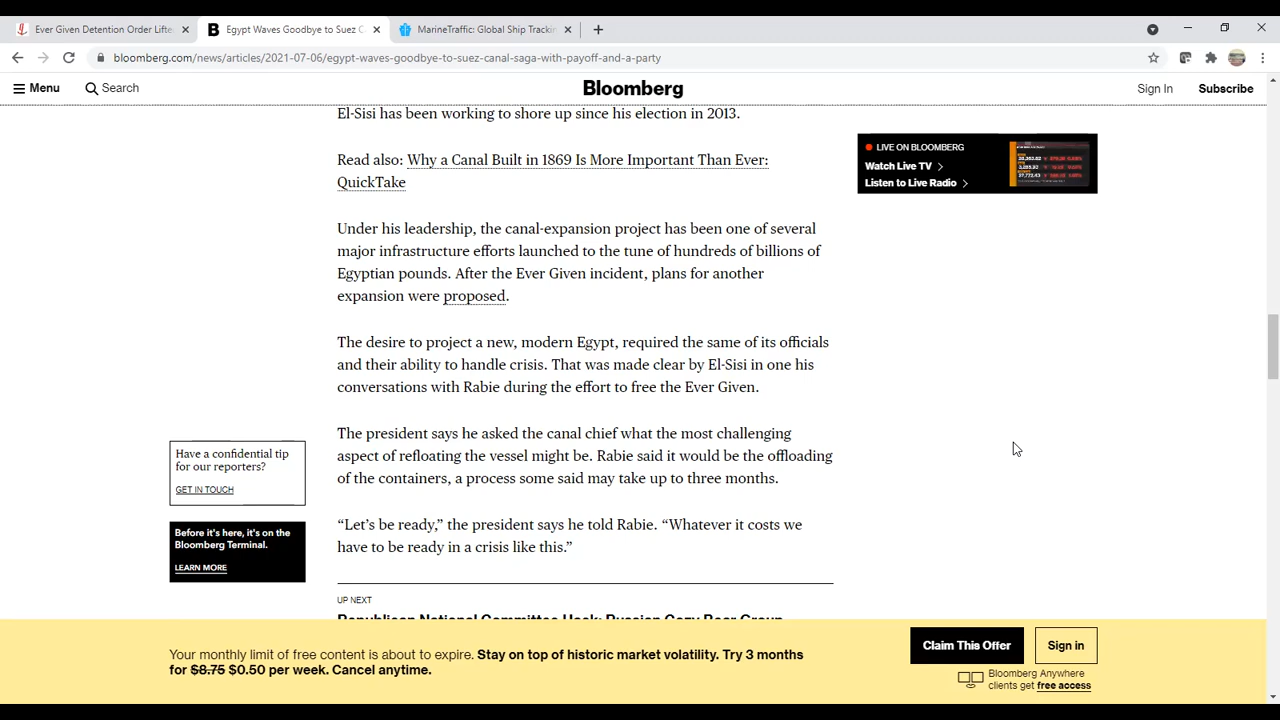 Ever Given Detention Order Lifte
Egypt Waves Goodbye to Suez C
MarineTraffic: Global Ship Trackin
bloomberg.com/news/articles/2021-07-06/egypt-waves-goodbye-to-suez-canal-saga-with-payoff-and-a-party
Menu
Search
Bloomberg
Sign In
Subscribe
El-Sisi has been working to shore up since his election in 2013.
LIVE ON BLOOMBERG
Watch Live TV
Listen to Live Radio
Read also: Why a Canal Built in 1869 Is More Important Than Ever:
QuickTake
Under his leadership, the canal-expansion project has been one of several
major infrastructure efforts launched to the tune of hundreds of billions of
Egyptian pounds. After the Ever Given incident, plans for another
expansion were proposed.
The desire to project a new, modern Egypt, required the same of its officials
and their ability to handle crisis. That was made clear by El-Sisi in one his
conversations with Rabie during the effort to free the Ever Given.
The president says he asked the canal chief what the most challenging
aspect of refloating the vessel might be. Rabie said it would be the offloading
of the containers, a process some said may take up to three months.
“Let’s be ready,” the president says he told Rabie. “Whatever it costs we
have to be ready in a crisis like this.”
Have a confidential tip
for our reporters?
GET IN TOUCH
Before it's here, it's on the
Bloomberg Terminal.
LEARN MORE
UP NEXT
Republican National Committee Hack: Russian Cozy Bear Group
Your monthly limit of free content is about to expire. Stay on top of historic market volatility. Try 3 months
for $8.75 $0.50 per week. Cancel anytime.
Claim This Offer
Sign in
Bloomberg Anywhere
clients get free access